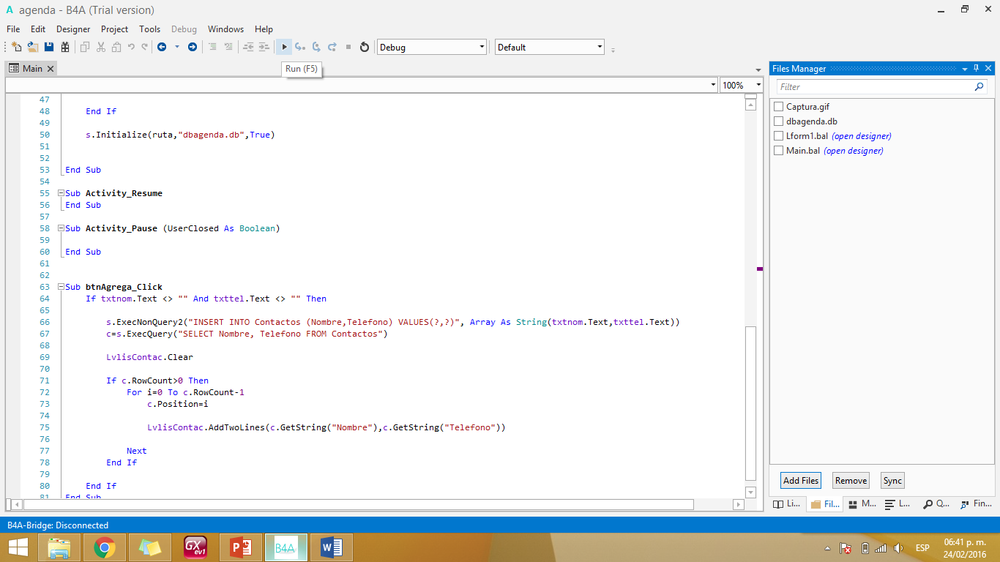 A agenda - B4A (Trial version)
File Edit Designer Project Tools Debug Windows Help
Debug Default
Main
Run (F5)
100%
47
48 End If
49
50 s.Initialize(ruta,"dbagenda.db",True)
51
52
53 End Sub
54
55 Sub Activity_Resume
56 End Sub
57
58 Sub Activity_Pause (UserClosed As Boolean)
59
60 End Sub
61
62
63 Sub btnAgrega_Click
64 If txtnom.Text <> "" And txttel.Text <> "" Then
65
66 s.ExecNonQuery2("INSERT INTO Contactos (Nombre,Telefono) VALUES(?,?)", Array As String(txtnom.Text,txttel.Text))
67 c=s.ExecQuery("SELECT Nombre, Telefono FROM Contactos")
68
69 LvlisContac.Clear
70
71 If c.RowCount>0 Then
72 For i=0 To c.RowCount-1
73 c.Position=i
74
75 LvlisContac.AddTwoLines(c.GetString("Nombre"),c.GetString("Telefono"))
76
77 Next
78 End If
79
80 End If
81 End Sub
Files Manager
Filter
Captura.gif
dbagenda.db
Lform1.bal (open designer)
Main.bal (open designer)
Add Files Remove Sync
Li... Fil... M... L... Q... Fin...
B4A-Bridge: Disconnected
GX ev1 P B4A W
ESP
06:41 p. m.
24/02/2016